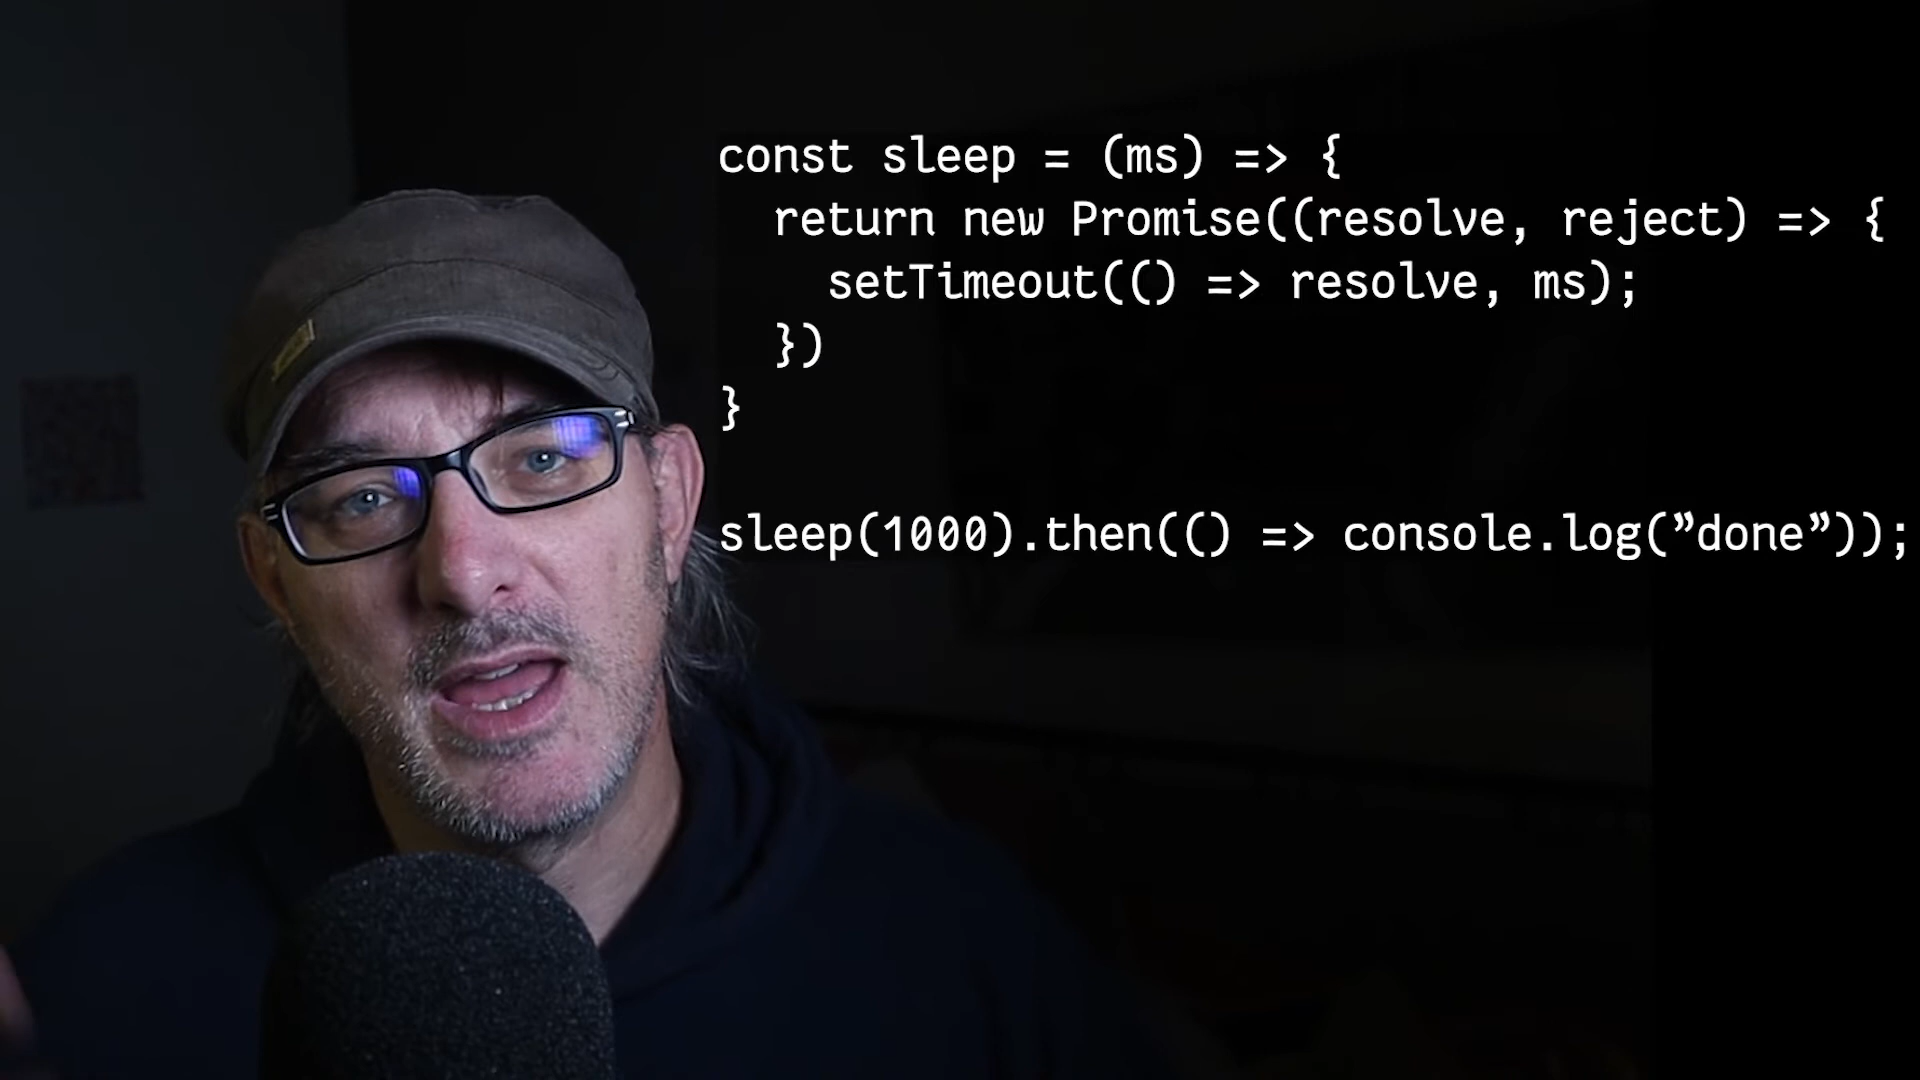 const sleep = (ms) => {
return new Promise((resolve, reject) => {
setTimeout(() => resolve, ms);
})
}
sleep(1000).then(() => console.log(”done”));